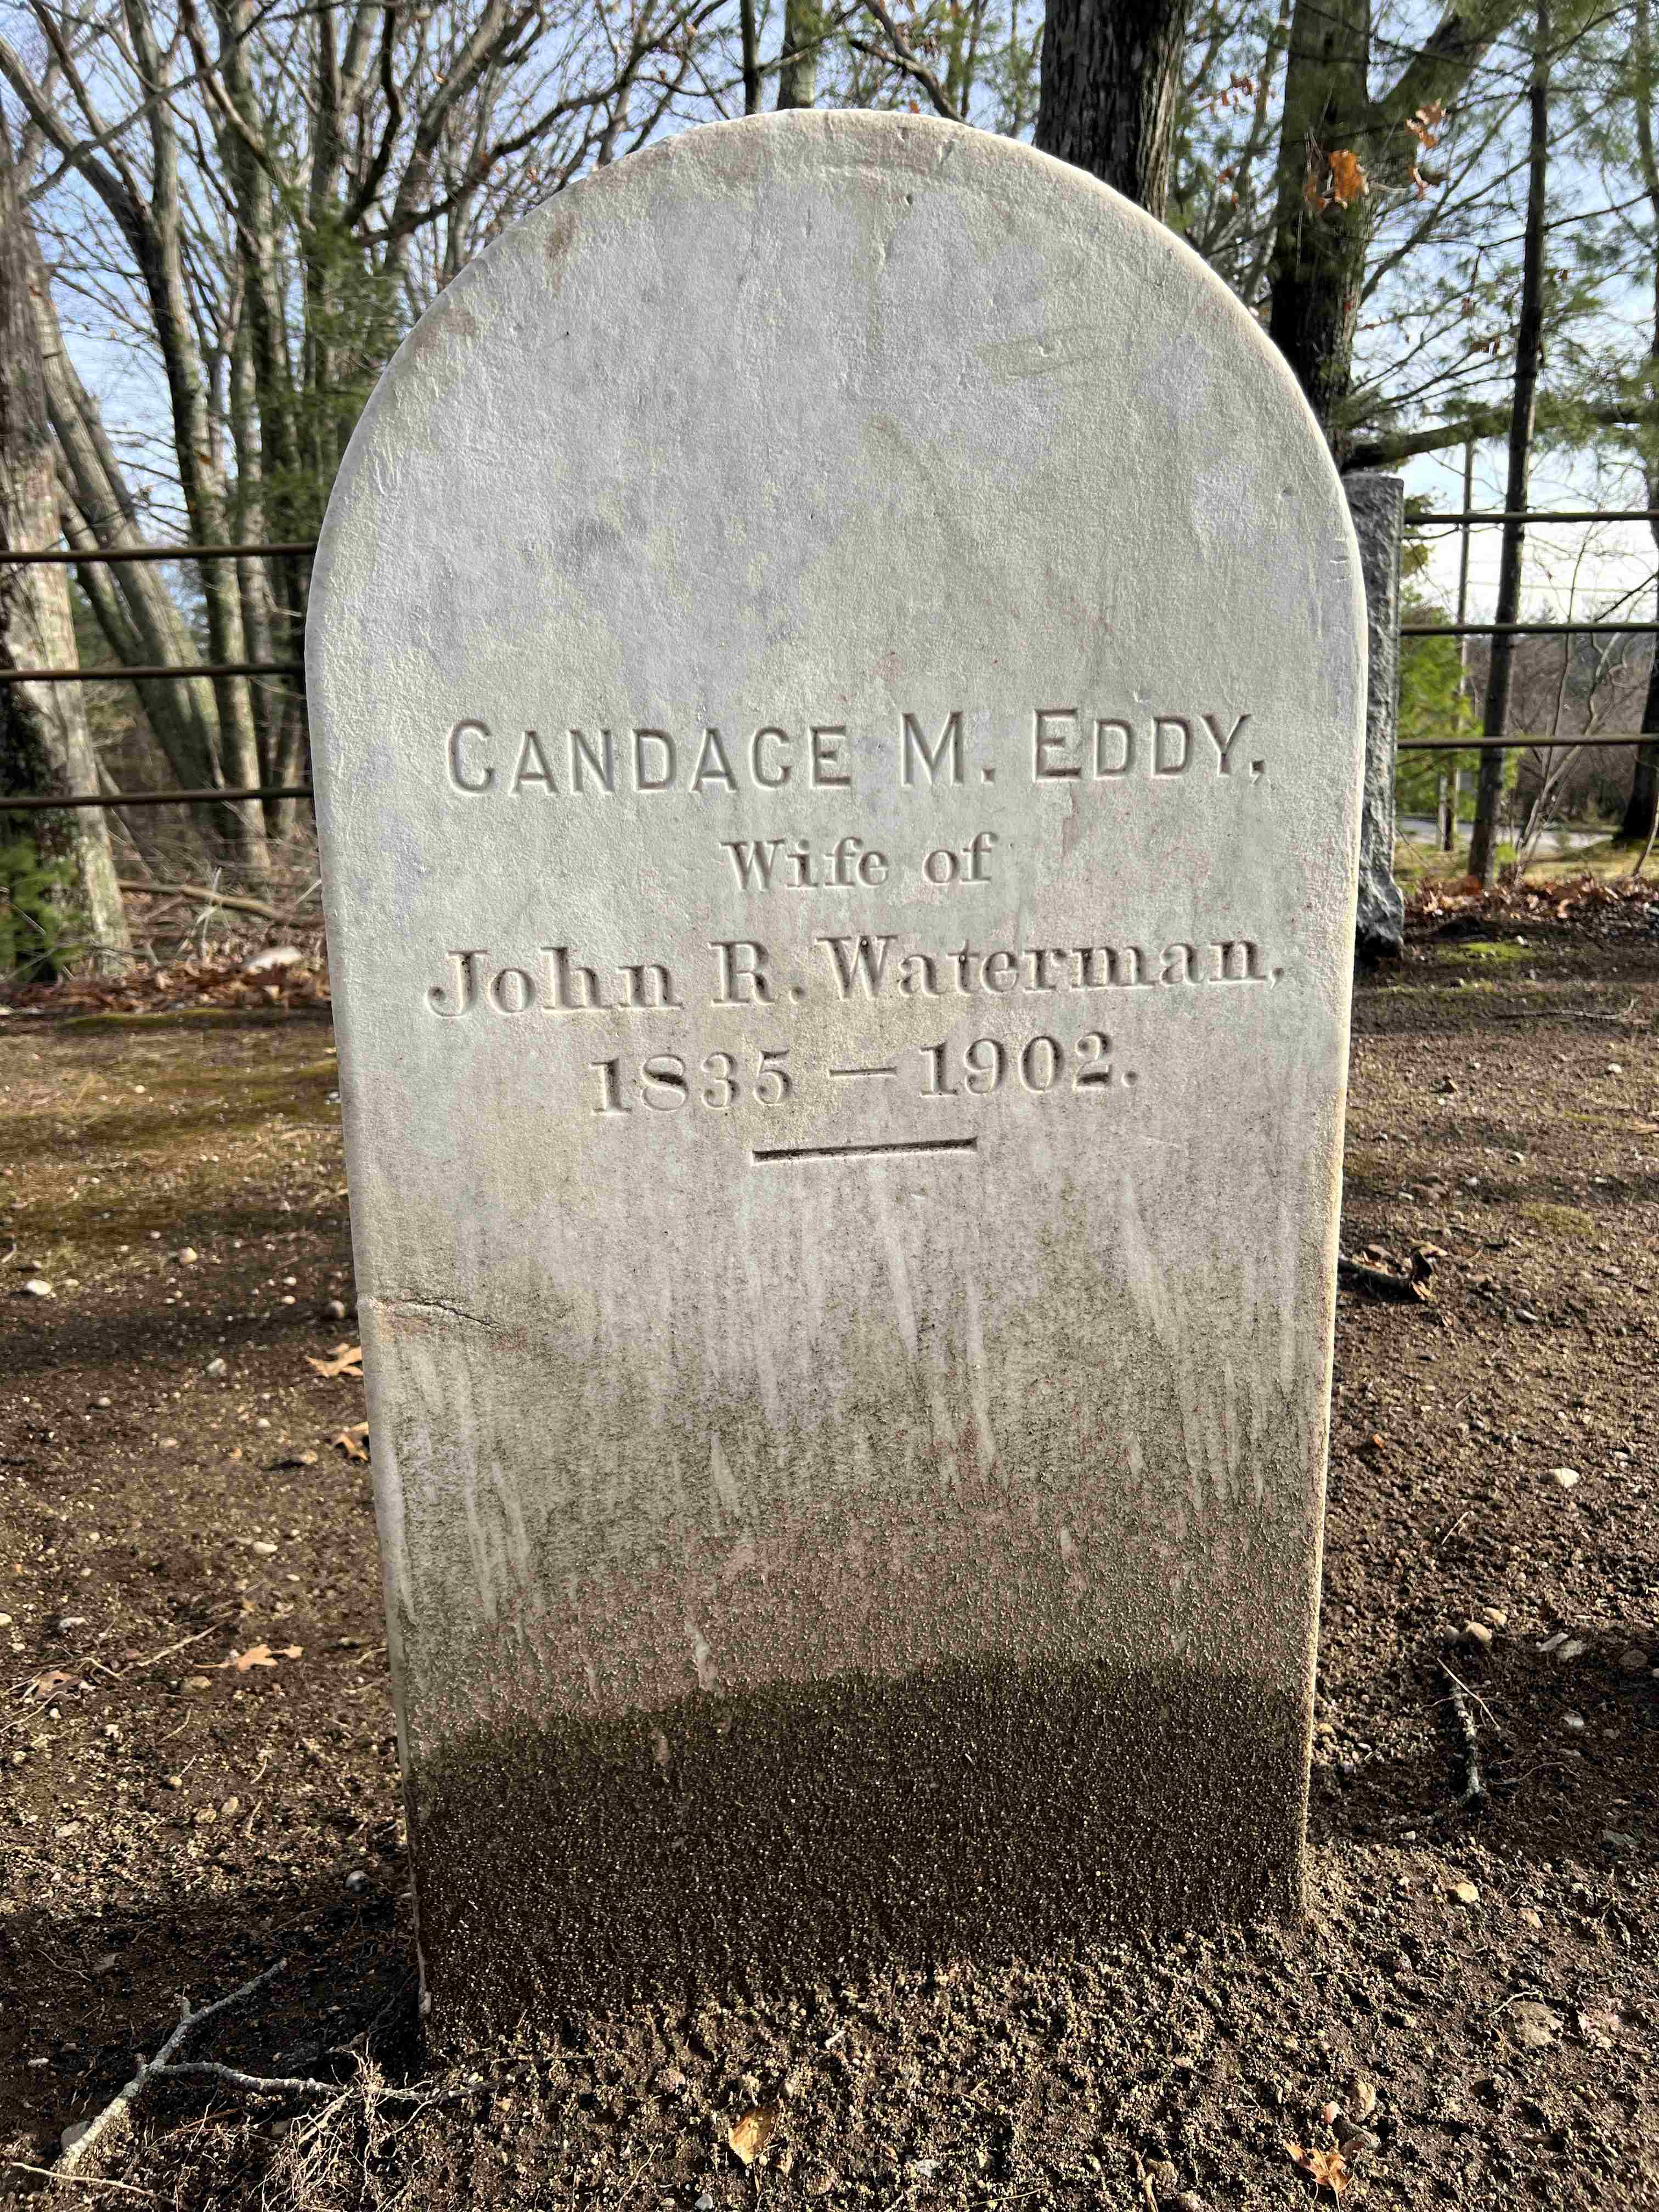 CANDACE M. EDDY,
Wife of
John R. Waterman,
1835 — 1902.